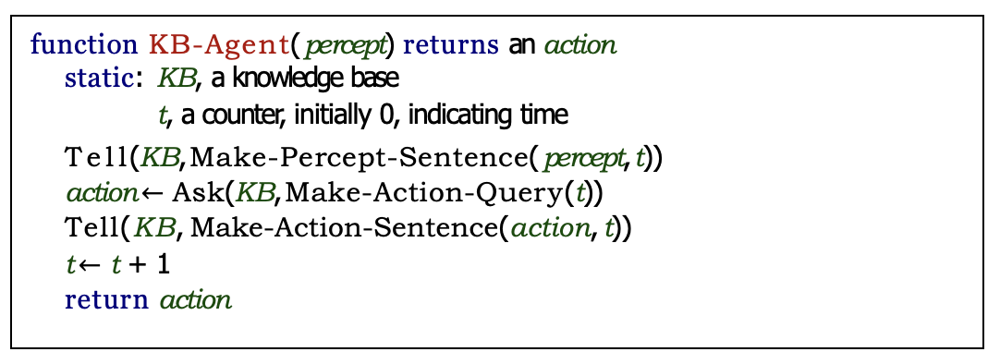 function KB-Agent( percept) returns an action
static: KB, a knowledge base
t, a counter, initially 0, indicating time
Tell(KB, Make-Percept-Sentence( percept, t))
action ← Ask(KB, Make-Action-Query(t))
Tell( KB, Make-Action-Sentence(action, t))
t ← t + 1
return action